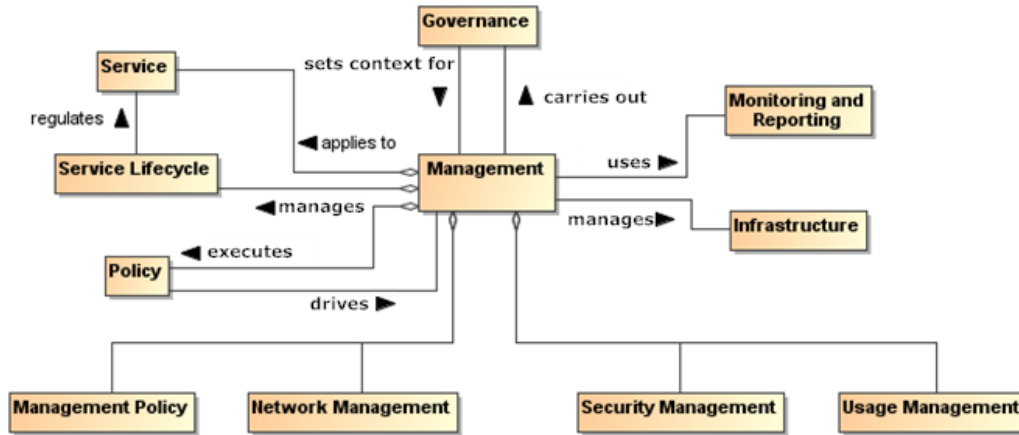 Governance
sets context for
carries out
Service
regulates
applies to
Monitoring and
Reporting
Service Lifecycle
Management
uses
manages
manages
Infrastructure
executes
Policy
drives
Management Policy
Network Management
Security Management
Usage Management